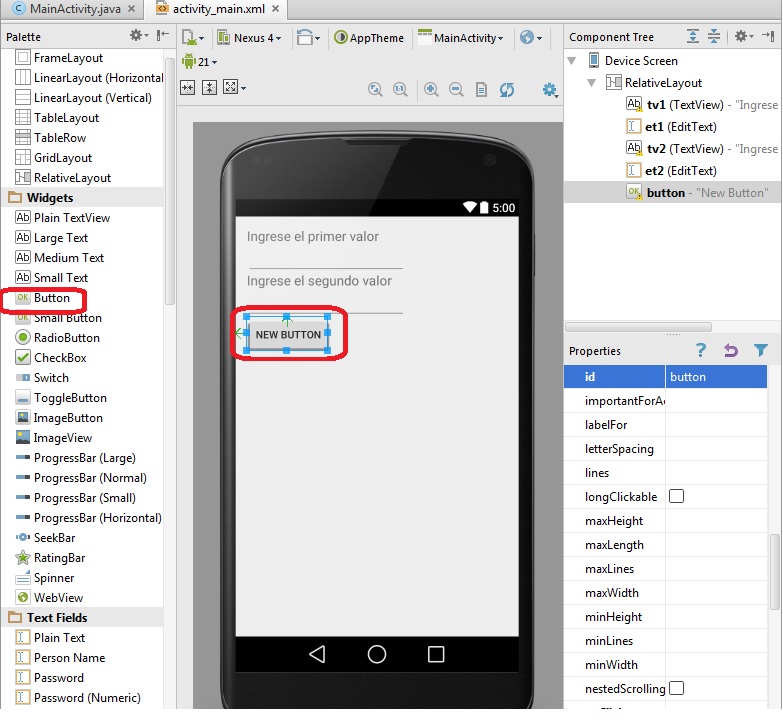 MainActivity.java
activity_main.xml
Palette
Nexus 4
AppTheme
MainActivity
21
Component Tree
FrameLayout
LinearLayout (Horizontal
LinearLayout (Vertical)
TableLayout
TableRow
GridLayout
RelativeLayout
Widgets
Plain TextView
Large Text
Medium Text
Small Text
Button
Small Button
RadioButton
CheckBox
Switch
ToggleButton
ImageButton
ImageView
ProgressBar (Large)
ProgressBar (Normal)
ProgressBar (Small)
ProgressBar (Horizontal)
SeekBar
RatingBar
Spinner
WebView
Text Fields
Plain Text
Person Name
Password
Password (Numeric)
5:00
Ingrese el primer valor
Ingrese el segundo valor
NEW BUTTON
Device Screen
RelativeLayout
tv1 (TextView) - "Ingrese
et1 (EditText)
tv2 (TextView) - "Ingrese
et2 (EditText)
button - "New Button"
Properties
id button
importantForAc
labelFor
letterSpacing
lines
longClickable
maxHeight
maxLength
maxLines
maxWidth
minHeight
minLines
minWidth
nestedScrolling